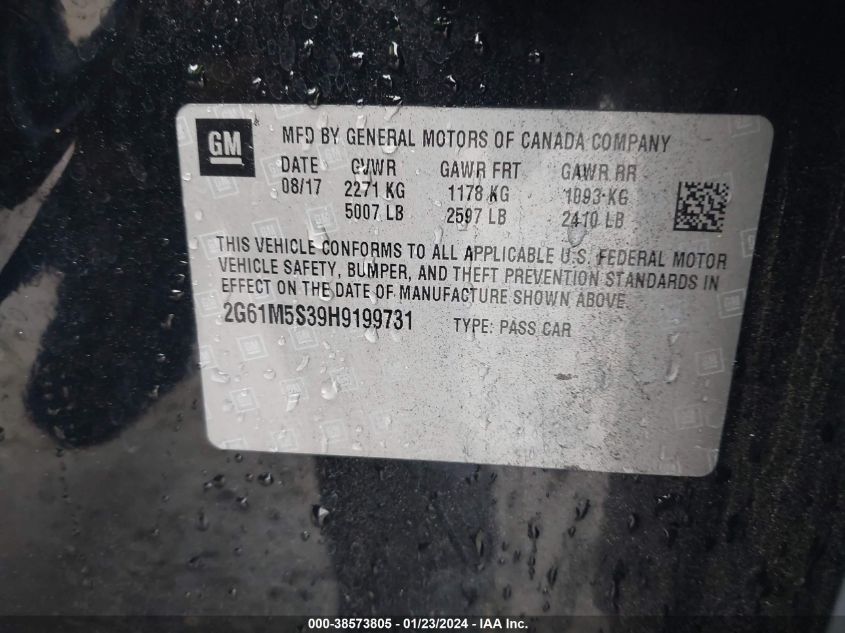 GM
MFD BY GENERAL MOTORS OF CANADA COMPANY
DATE GVWR GAWR FRT GAWR RR
08/17 2271 KG 1178 KG 1093 KG
5007 LB 2597 LB 2410 LB
THIS VEHICLE CONFORMS TO ALL APPLICABLE U.S. FEDERAL MOTOR
VEHICLE SAFETY, BUMPER, AND THEFT PREVENTION STANDARDS IN
EFFECT ON THE DATE OF MANUFACTURE SHOWN ABOVE.
2G61M5S39H9199731 TYPE: PASS CAR
000-38573805 / 01/23/2024 / © IAA Inc.